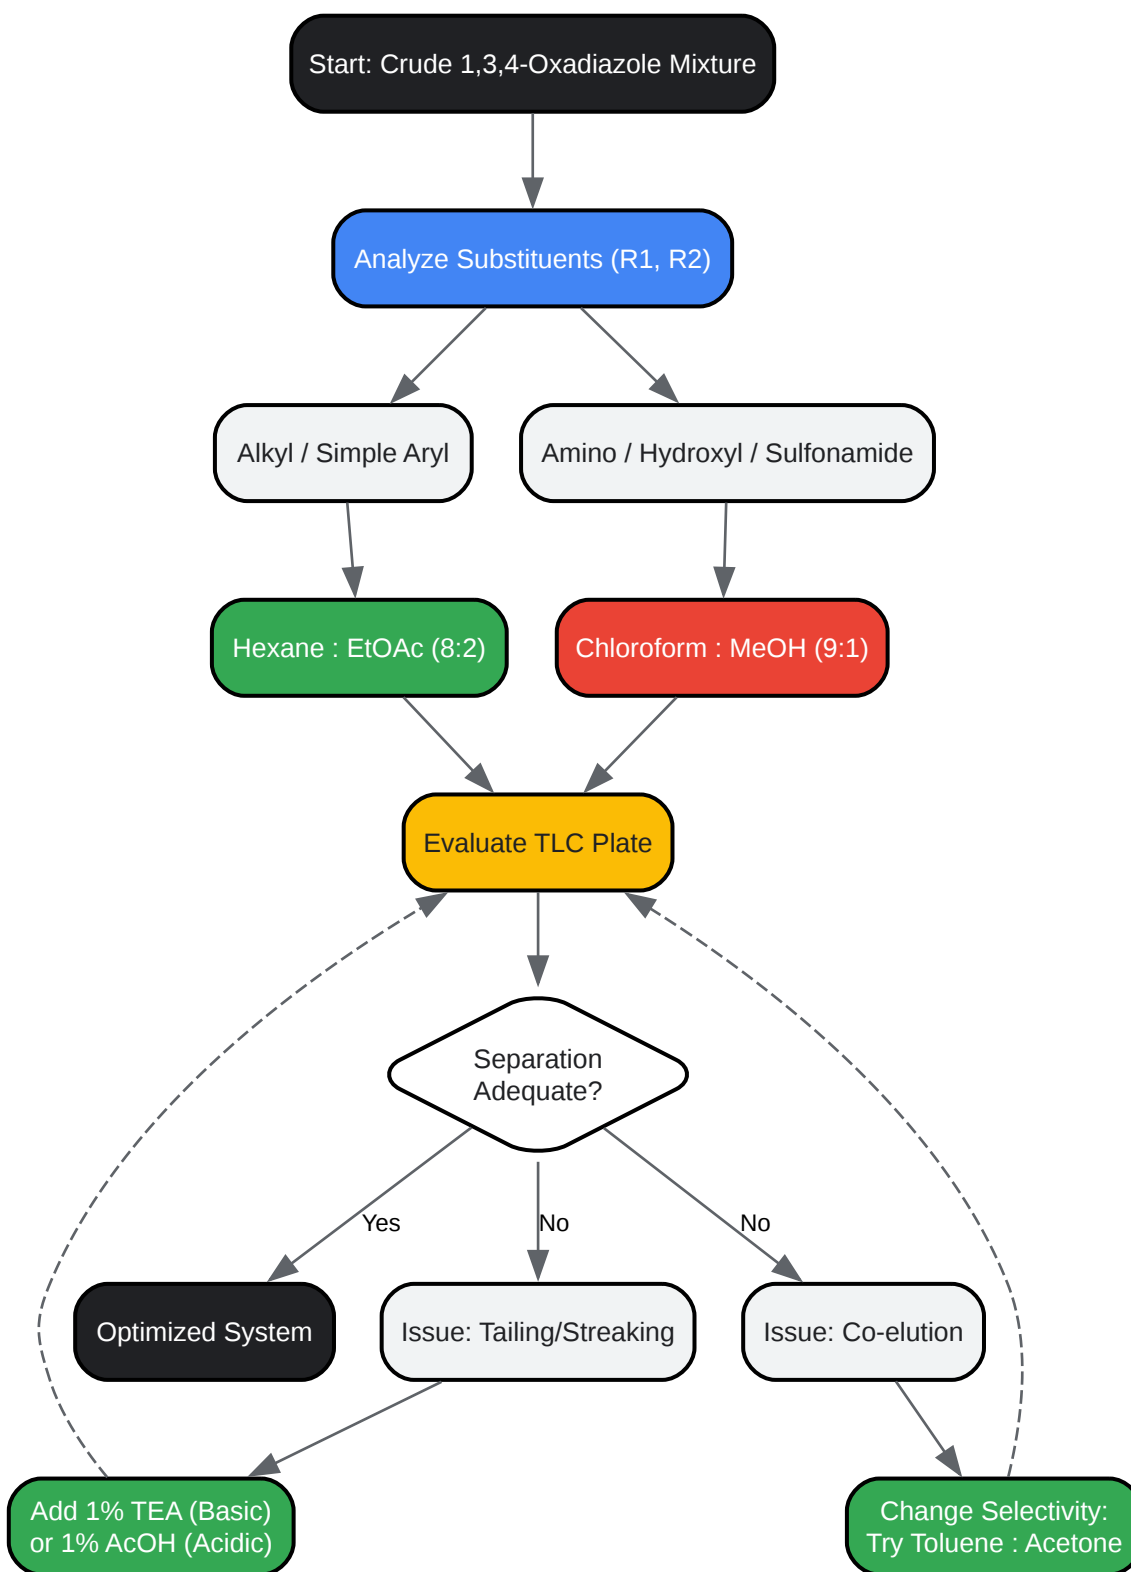 Start: Crude 1,3,4-Oxadiazole Mixture
Analyze Substituents (R1, R2)
Alkyl / Simple Aryl
Amino / Hydroxyl / Sulfonamide
Hexane : EtOAc (8:2)
Chloroform : MeOH (9:1)
Evaluate TLC Plate
Separation
Adequate?
Yes
No
No
Optimized System
Issue: Tailing/Streaking
Issue: Co-elution
Add 1% TEA (Basic)
or 1% AcOH (Acidic)
Change Selectivity:
Try Toluene : Acetone